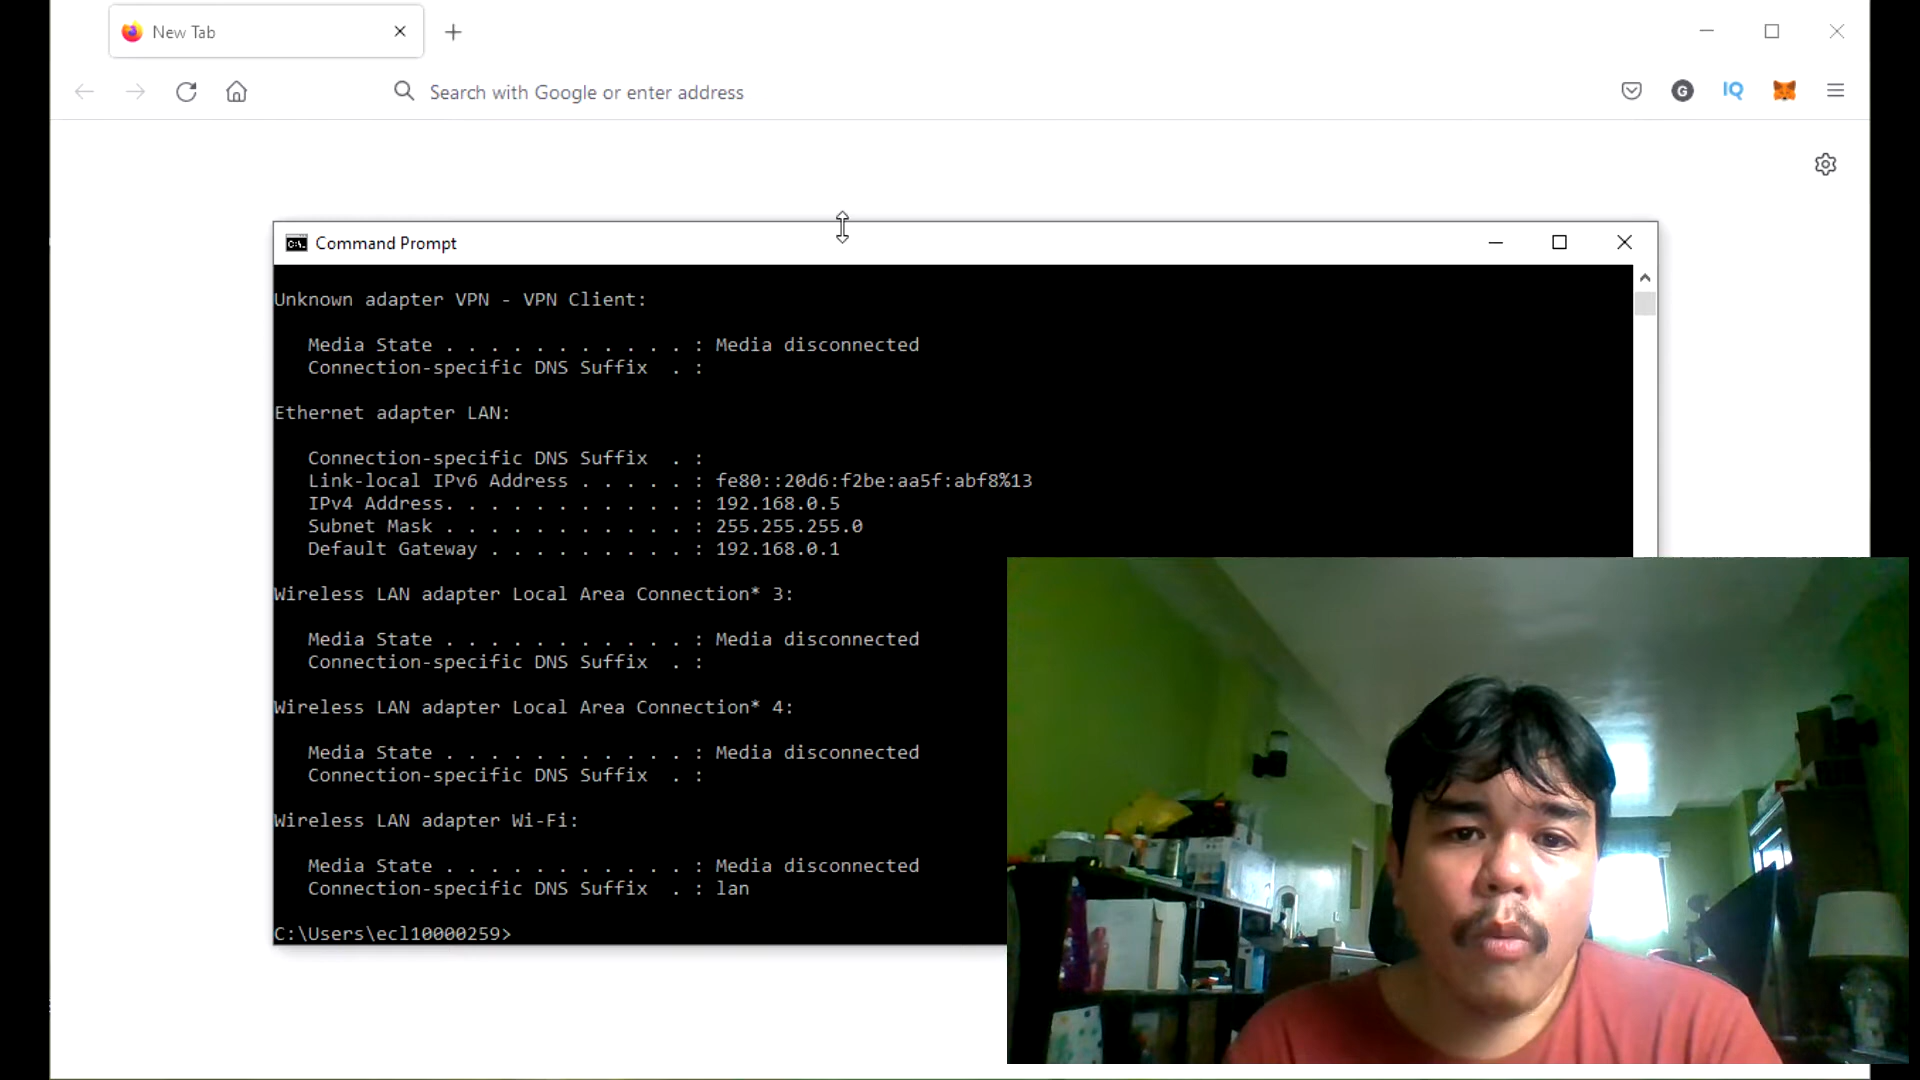 New Tab
Search with Google or enter address
G
IQ
C:\.
Command Prompt
Unknown adapter VPN - VPN Client:
Media State . . . . . . . . . . . : Media disconnected
Connection-specific DNS Suffix  . :
Ethernet adapter LAN:
Connection-specific DNS Suffix  . :
Link-local IPv6 Address . . . . . : fe80::20d6:f2be:aa5f:abf8%13
IPv4 Address. . . . . . . . . . . : 192.168.0.5
Subnet Mask . . . . . . . . . . . : 255.255.255.0
Default Gateway . . . . . . . . . : 192.168.0.1
Wireless LAN adapter Local Area Connection* 3:
Media State . . . . . . . . . . . : Media disconnected
Connection-specific DNS Suffix  . :
Wireless LAN adapter Local Area Connection* 4:
Media State . . . . . . . . . . . : Media disconnected
Connection-specific DNS Suffix  . :
Wireless LAN adapter Wi-Fi:
Media State . . . . . . . . . . . : Media disconnected
Connection-specific DNS Suffix  . : lan
C:\Users\ecl10000259>